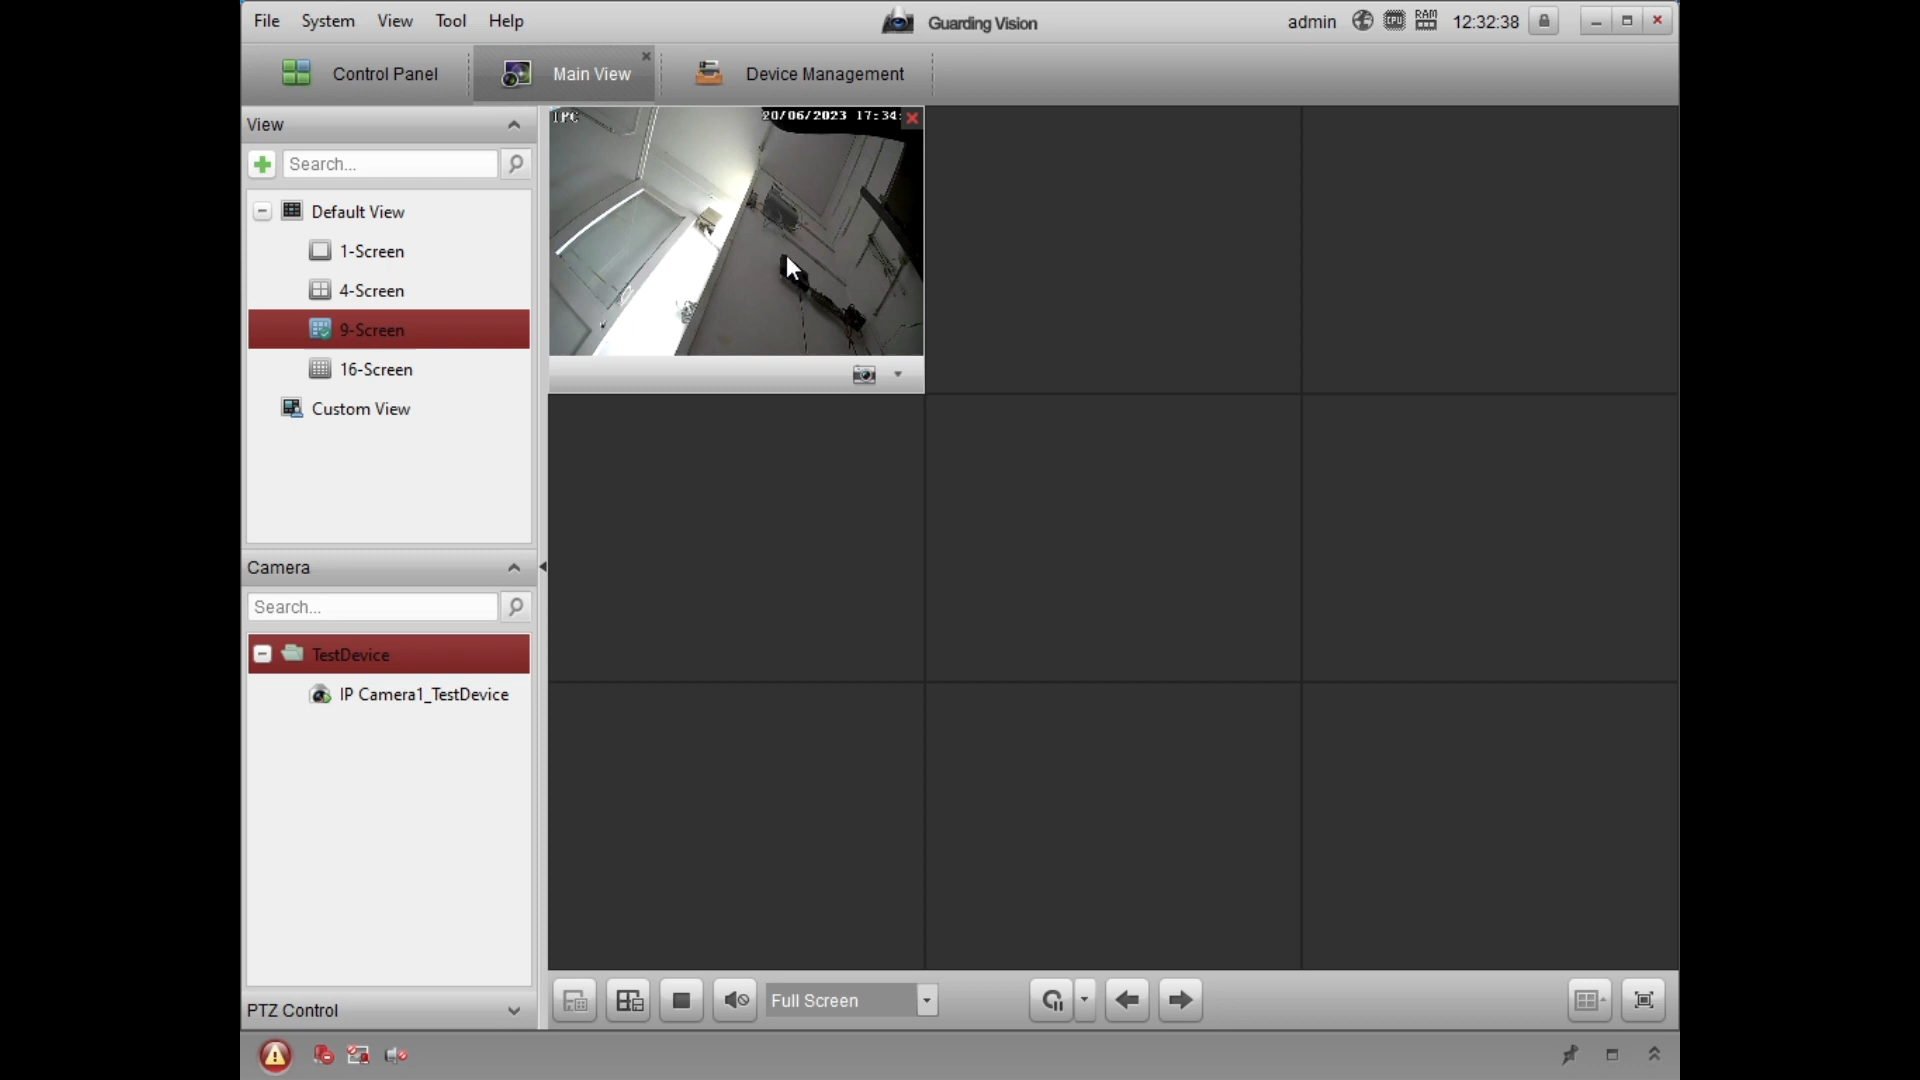 File System View Tool Help
Guarding Vision
admin CPU RAM 12:32:38
Control Panel
Main View
Device Management
View
Search...
Default View
1-Screen
4-Screen
9-Screen
16-Screen
Custom View
IPC 20/06/2023 17:34:
Camera
Search...
TestDevice
IP Camera1_TestDevice
PTZ Control
Full Screen